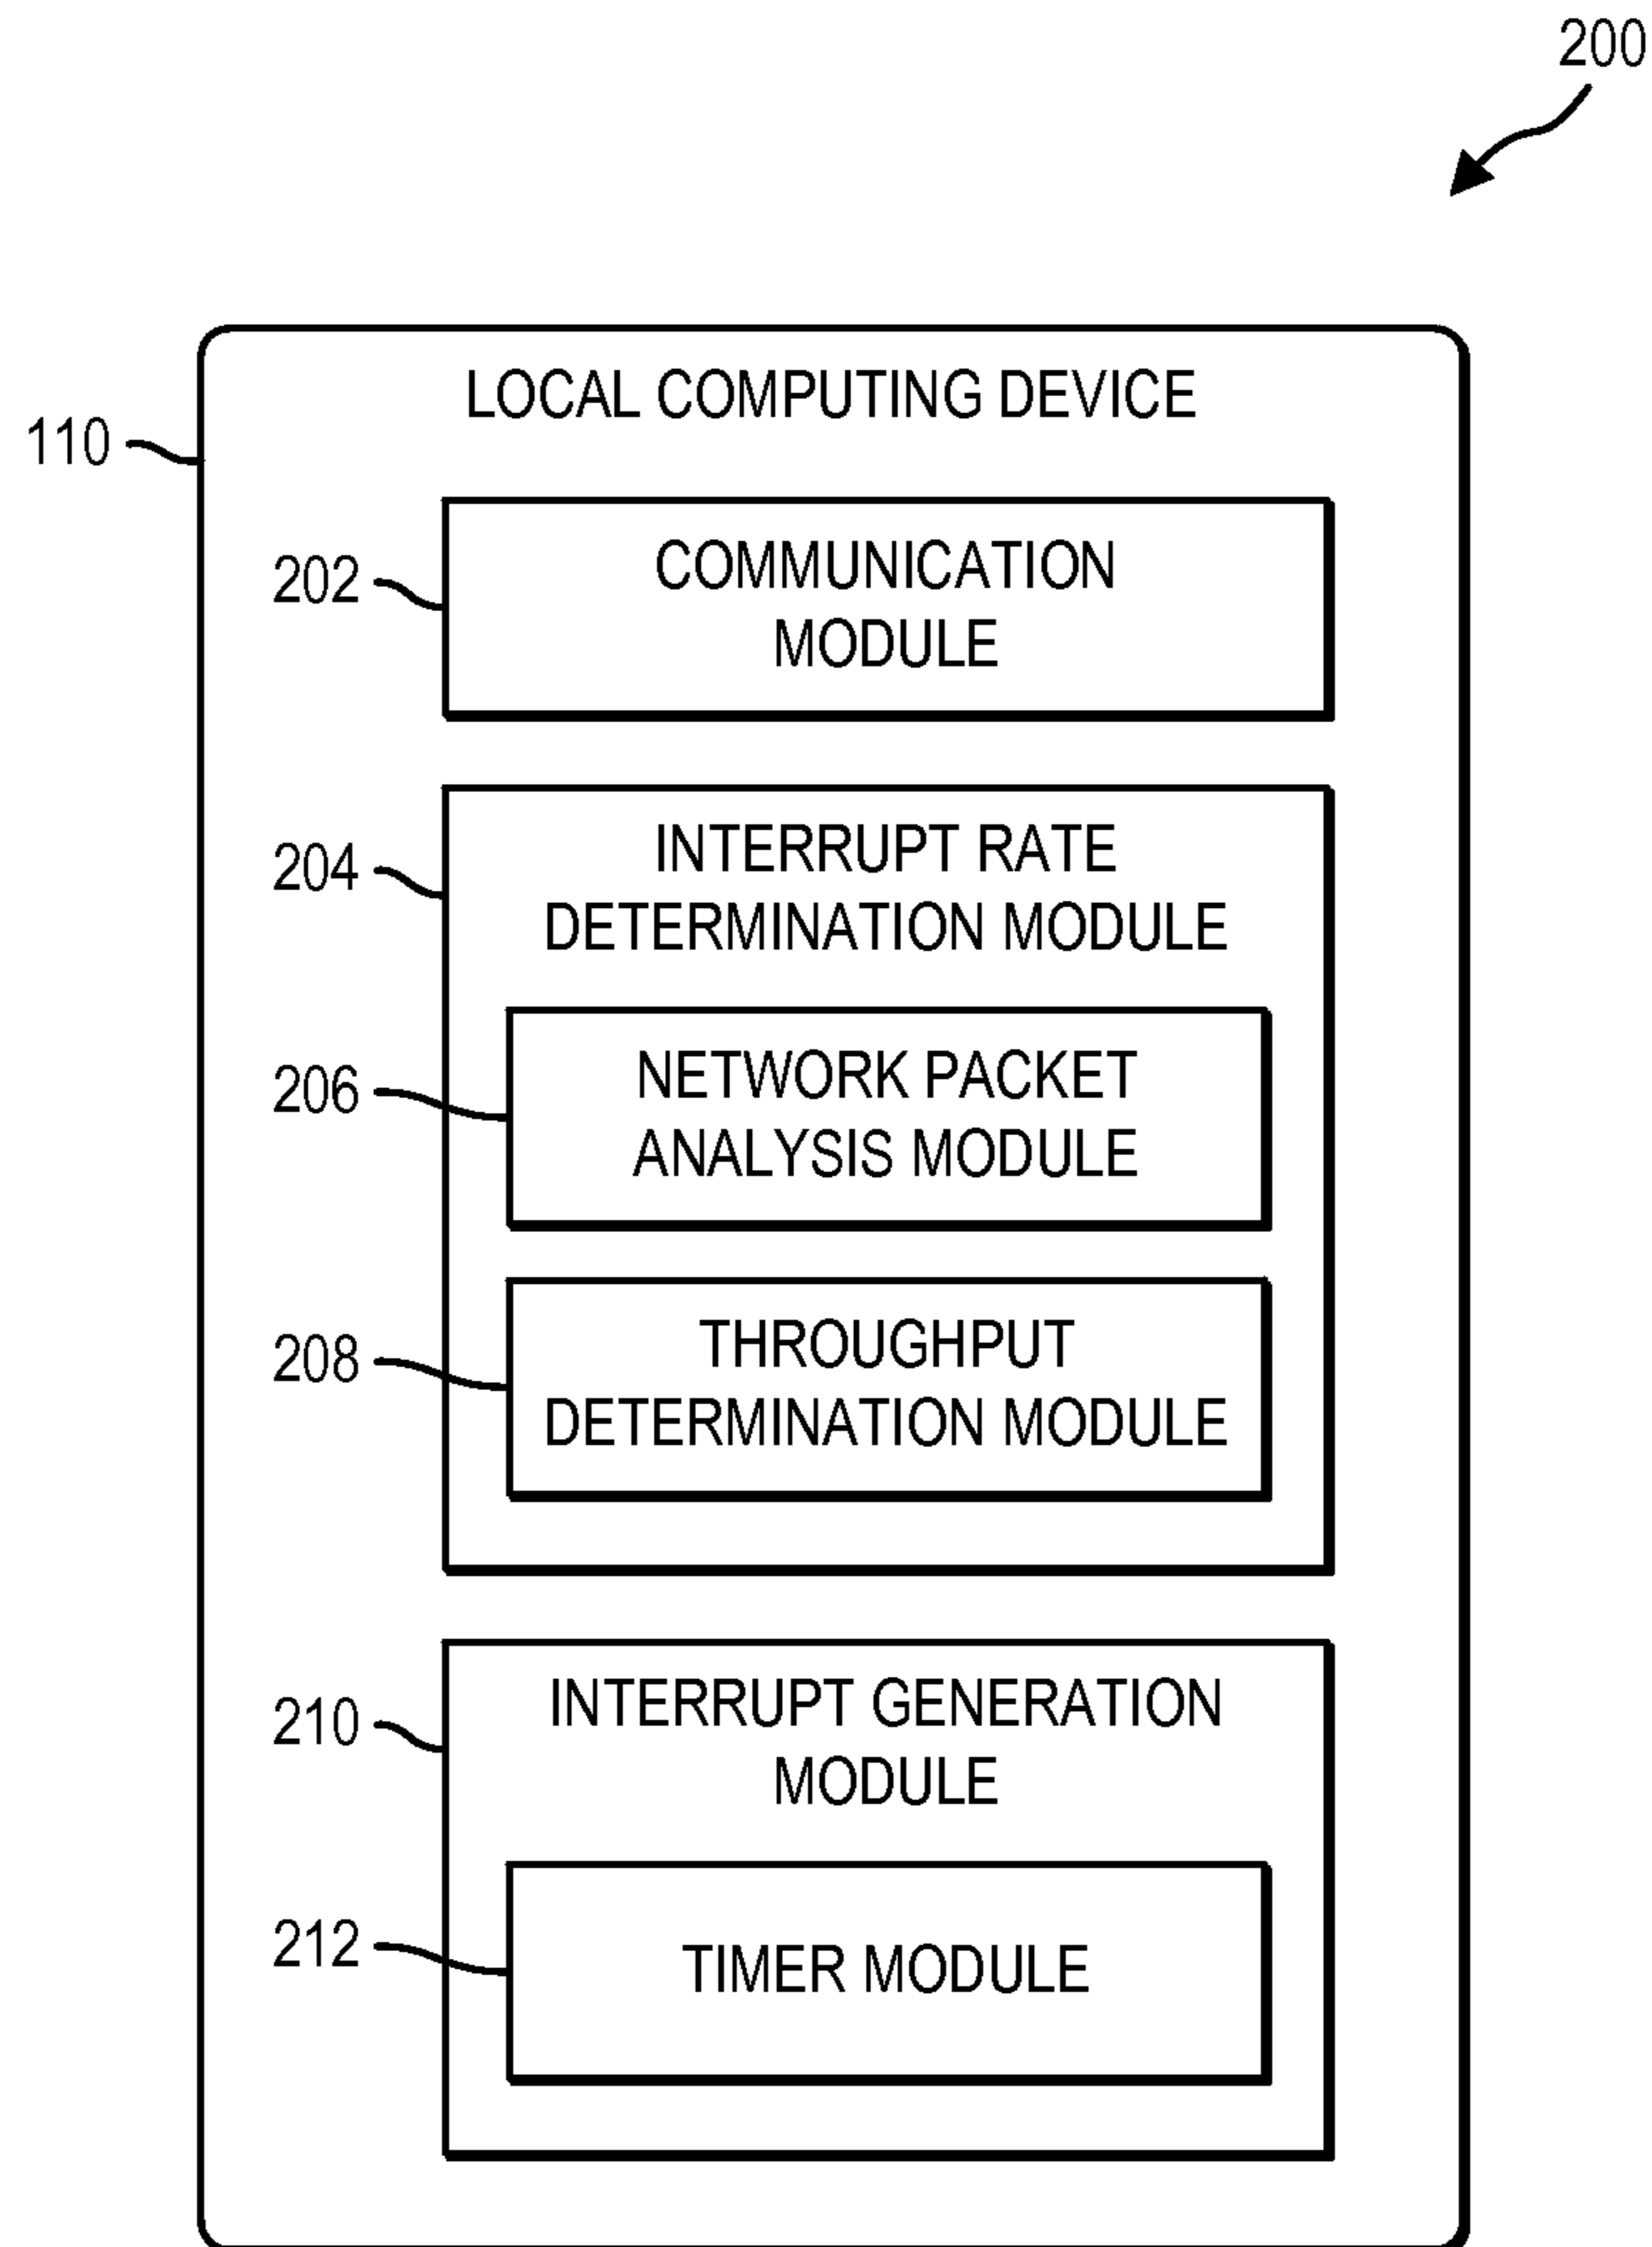 200
LOCAL COMPUTING DEVICE
110
COMMUNICATION
202
MODULE
INTERRUPT RATE
204
DETERMINATION MODULE
NETWORK PACKET
206
ANALYSIS MODULE
THROUGHPUT
208
DETERMINATION MODULE
INTERRUPT GENERATION
210
MODULE
212
TIMER MODULE